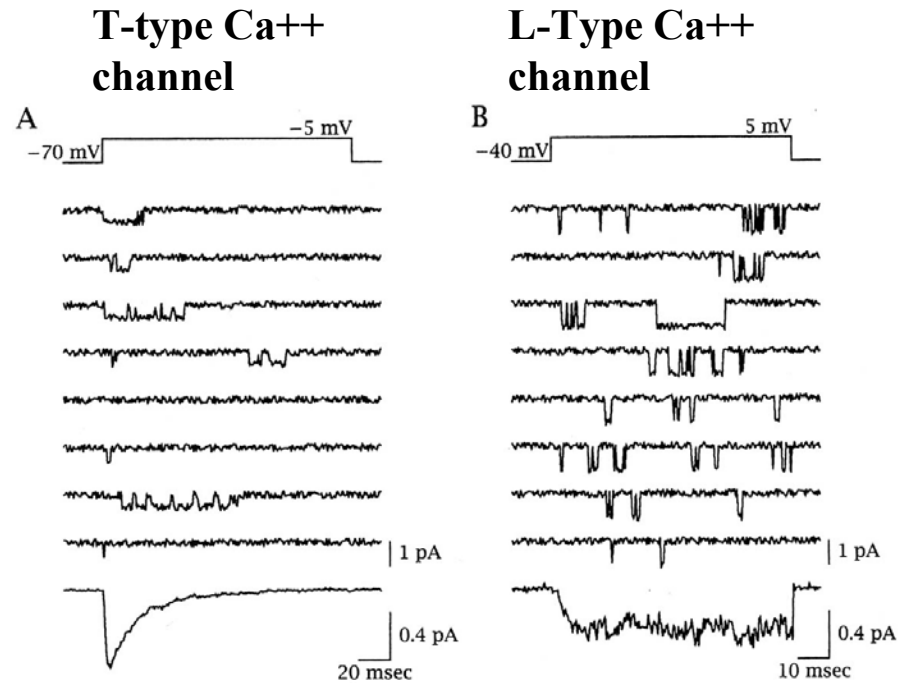 T-type Ca++
channel
L-Type Ca++
channel
A
−5 mV
−70 mV
B
5 mV
−40 mV
1 pA
0.4 pA
20 msec
1 pA
0.4 pA
10 msec